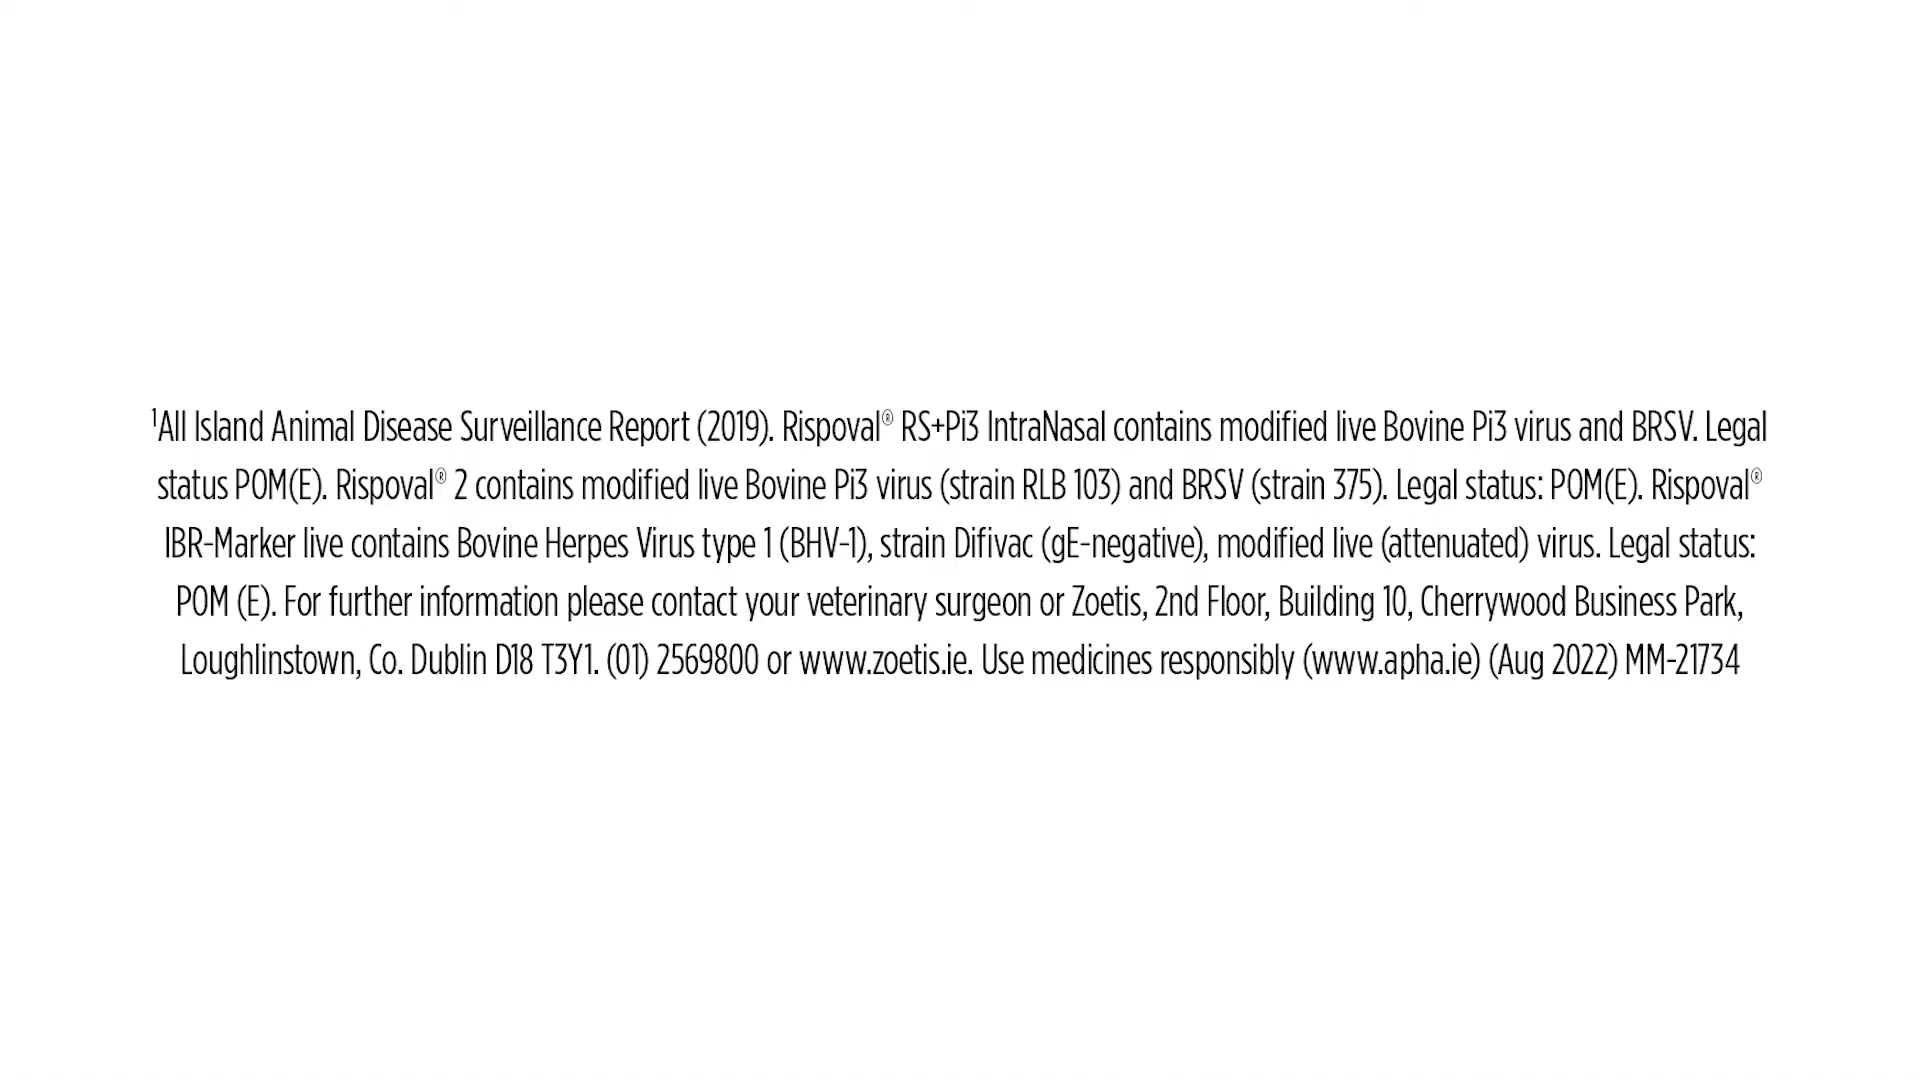 ¹All Island Animal Disease Surveillance Report (2019). Rispoval® RS+Pi3 IntraNasal contains modified live Bovine Pi3 virus and BRSV. Legal
status POM(E). Rispoval® 2 contains modified live Bovine Pi3 virus (strain RLB 103) and BRSV (strain 375). Legal status: POM(E). Rispoval®
IBR-Marker live contains Bovine Herpes Virus type 1 (BHV-1), strain Difivac (gE-negative), modified live (attenuated) virus. Legal status:
POM (E). For further information please contact your veterinary surgeon or Zoetis, 2nd Floor, Building 10, Cherrywood Business Park,
Loughlinstown, Co. Dublin D18 T3Y1. (01) 2569800 or www.zoetis.ie. Use medicines responsibly (www.apha.ie) (Aug 2022) MM-21734